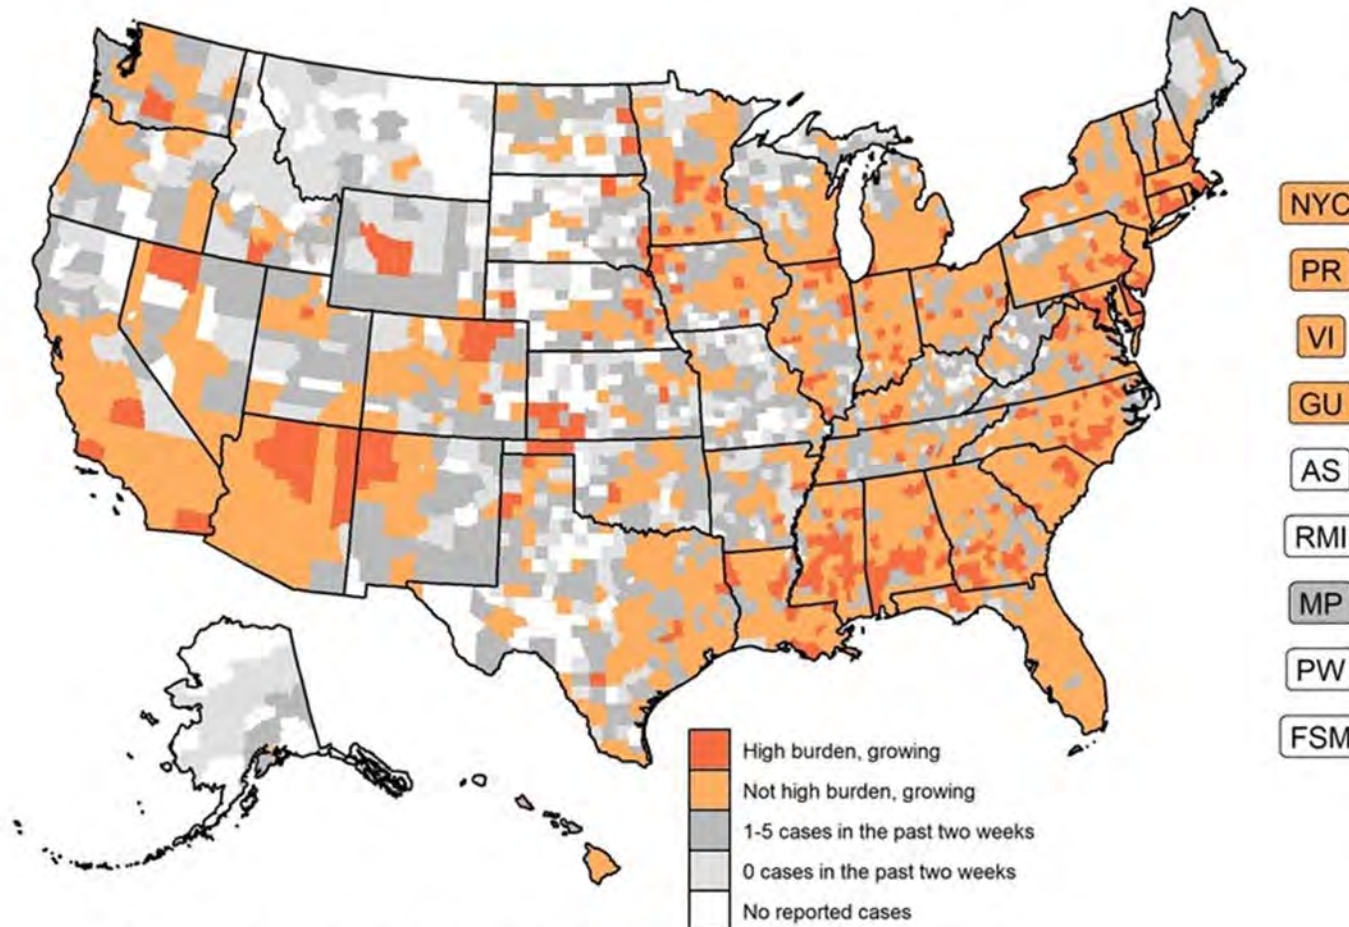 NYC
PR
VI
GU
AS
RMI
MP
PW
FSM
High burden, growing
Not high burden, growing
1-5 cases in the past two weeks
0 cases in the past two weeks
No reported cases